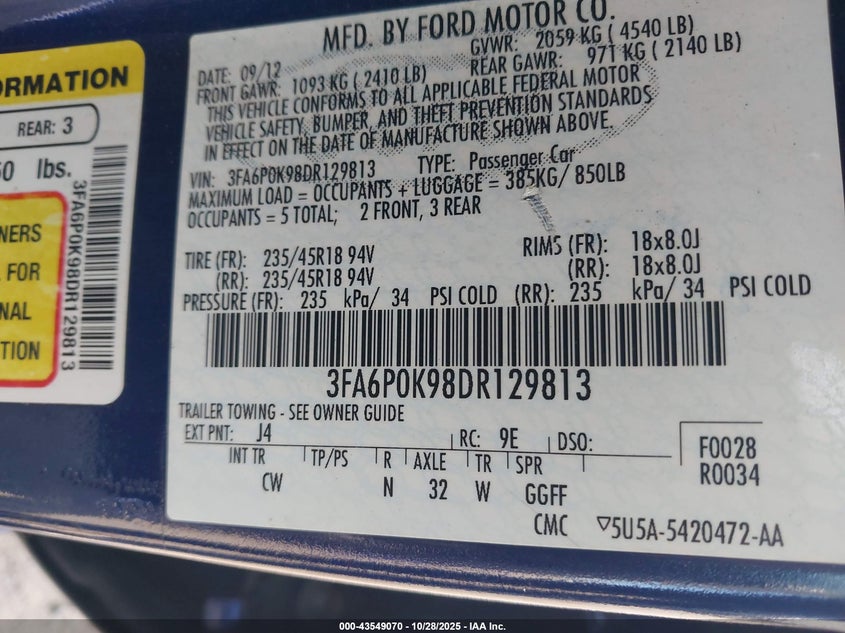 ORMATION
REAR: 3
50 lbs.
3FA6P0K98DR129813
NERS
FOR
NAL
TION
MFD. BY FORD MOTOR CO.
DATE: 09/12 GVWR: 2059 KG ( 4540 LB)
FRONT GAWR: 1093 KG ( 2410 LB) REAR GAWR: 971 KG ( 2140 LB)
THIS VEHICLE CONFORMS TO ALL APPLICABLE FEDERAL MOTOR
VEHICLE SAFETY, BUMPER, AND THEFT PREVENTION STANDARDS
IN EFFECT ON THE DATE OF MANUFACTURE SHOWN ABOVE.
VIN: 3FA6P0K98DR129813 TYPE: Passenger Car
MAXIMUM LOAD = OCCUPANTS + LUGGAGE = 385KG/ 850LB
OCCUPANTS = 5 TOTAL; 2 FRONT, 3 REAR
TIRE (FR): 235/45R18 94V RIMS (FR): 18x8.0J
(RR): 235/45R18 94V (RR): 18x8.0J
PRESSURE (FR): 235 kPa/ 34 PSI COLD (RR): 235 kPa/ 34 PSI COLD
3FA6P0K98DR129813
TRAILER TOWING - SEE OWNER GUIDE
EXT PNT: J4 RC: 9E DSO: F0028
INT TR TP/PS R AXLE TR SPR R0034
CW N 32 W GGFF
CMC ▽5U5A-5420472-AA
000-43549070 | 10/28/2025 - IAA Inc.